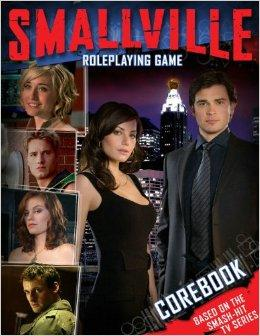 SMALLVILLE
ROLEPLAYING GAME
COREBOOK
BASED ON THE
SMASH-HIT
TV SERIES